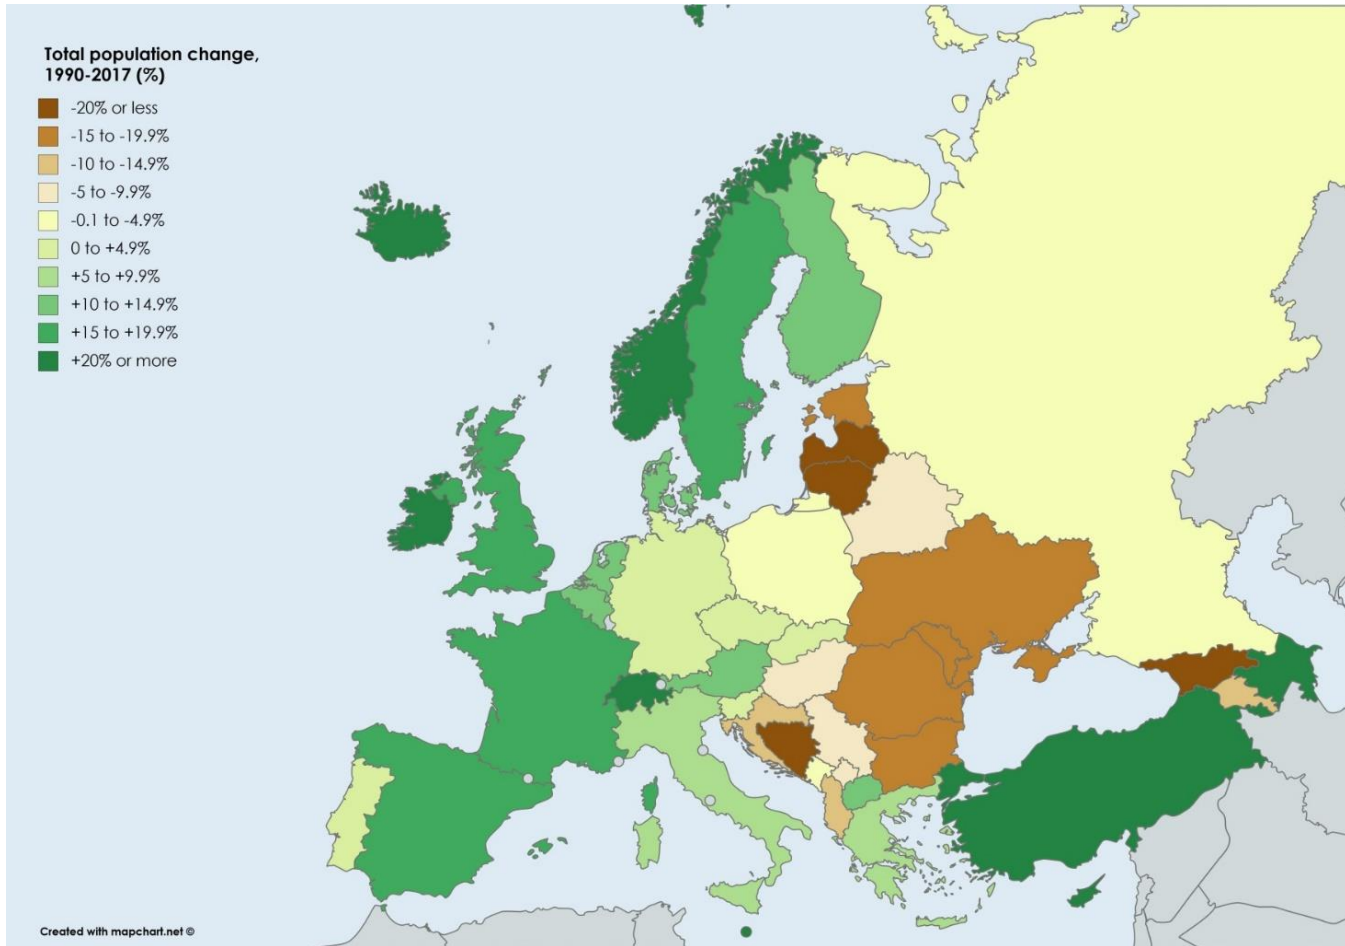 Total population change,
1990-2017 (%)
-20% or less
-15 to -19.9%
-10 to -14.9%
-5 to -9.9%
-0.1 to -4.9%
0 to +4.9%
+5 to +9.9%
+10 to +14.9%
+15 to +19.9%
+20% or more
Created with mapchart.net ©